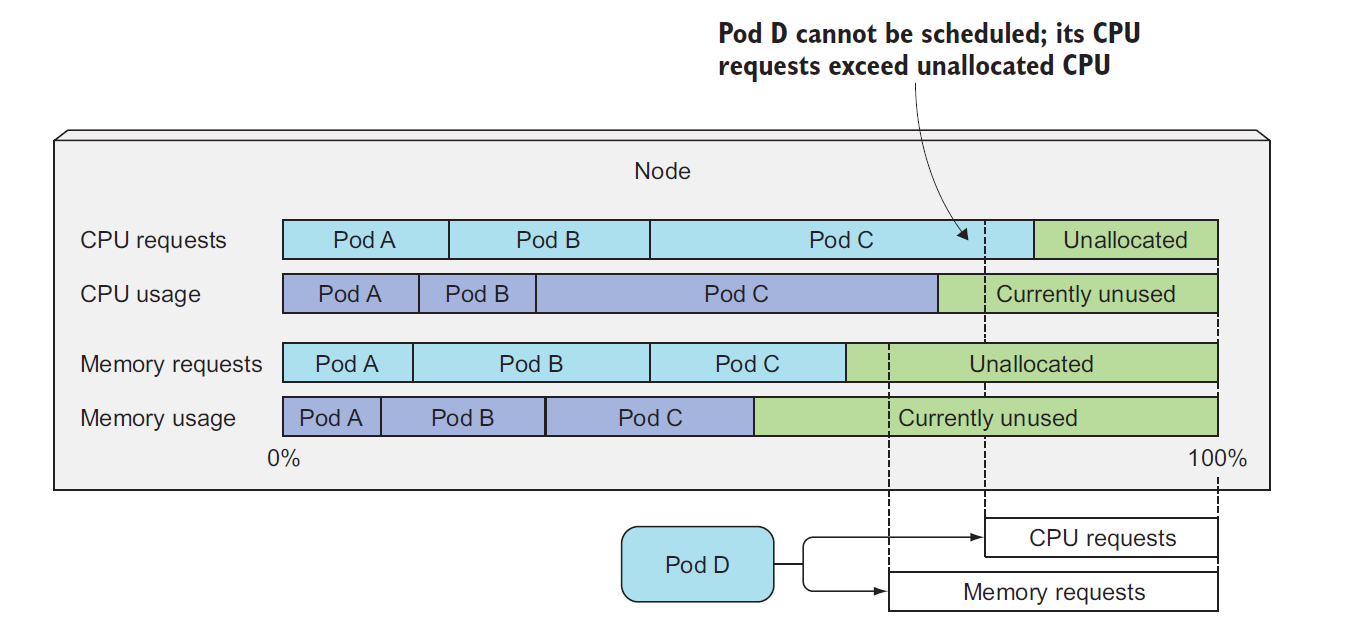 Pod D cannot be scheduled; its CPU
requests exceed unallocated CPU
Node
CPU requests Pod A Pod B Pod C Unallocated
CPU usage Pod A Pod B Pod C Currently unused
Memory requests Pod A Pod B Pod C Unallocated
Memory usage Pod A Pod B Pod C Currently unused
0% 100%
CPU requests
Pod D
Memory requests